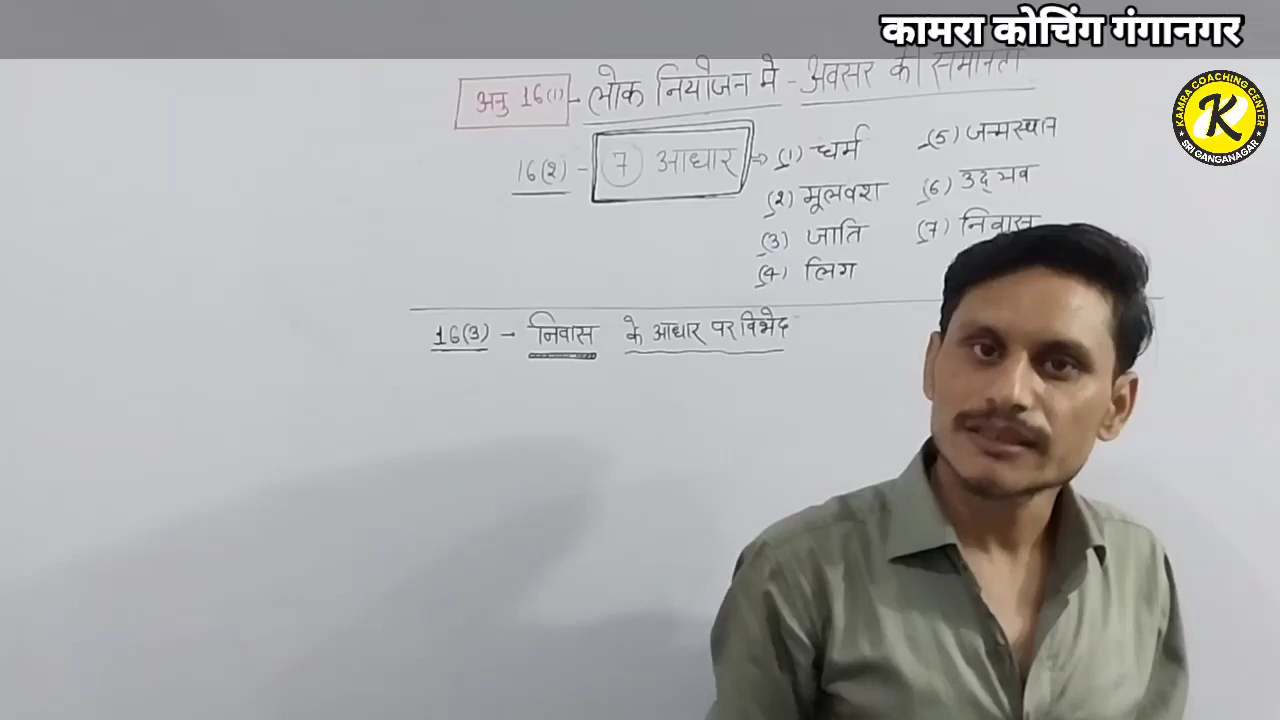 कामरा कोचिंग गंगानगर
KAMRA COACHING CENTER
K
SRI GANGANAGAR
अनु 16(1) - लोक नियोजन मे - अवसर की समानता
16(2) - 7 आधार → (1) धर्म
(2) मूलवश
(3) जाति
(4) लिग
(5) जन्मस्थान
(6) उद्भव
(7) निवास
16(3) - निवास के आधार पर विभेद